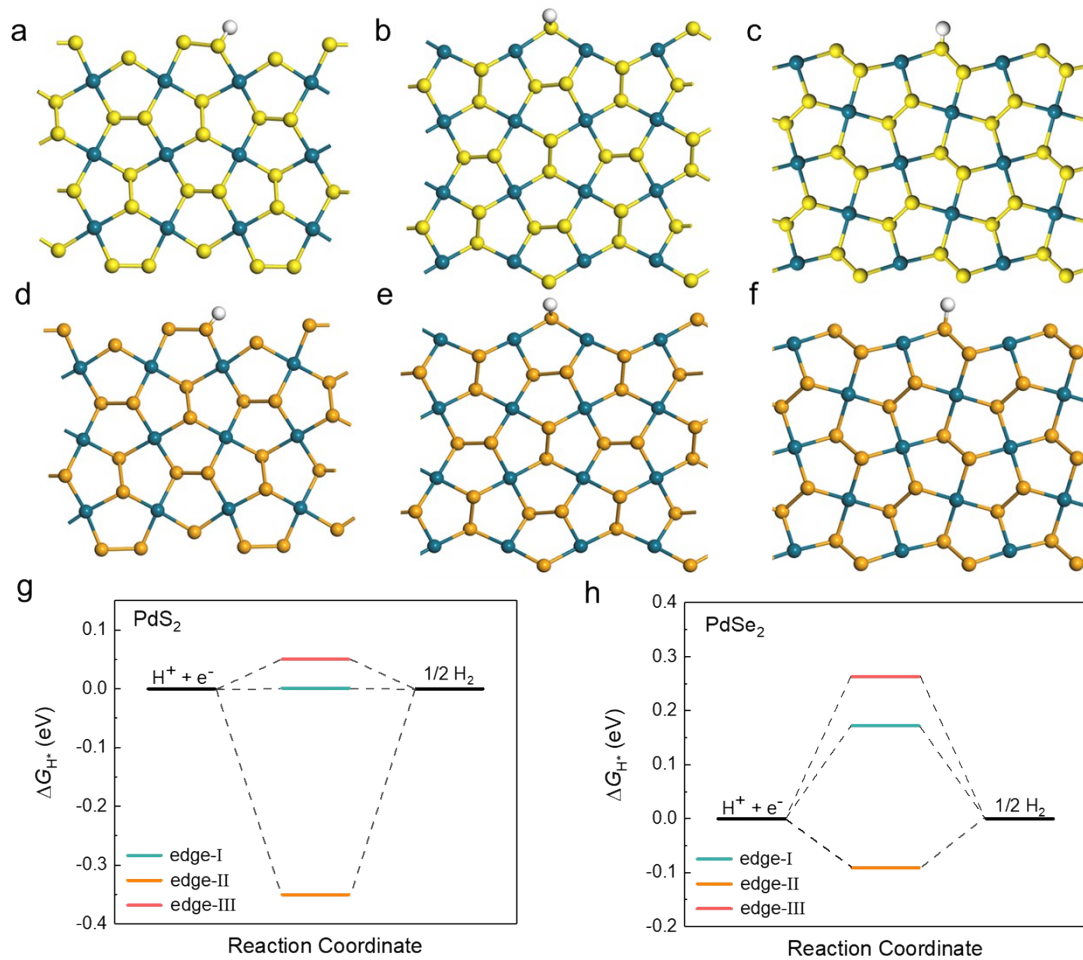 a
b
c
d
e
f
g
h
PdS₂
H⁺ + e⁻
1/2 H₂
0.1
0.0
-0.1
-0.2
-0.3
-0.4
ΔG_H* (eV)
edge-I
edge-II
edge-III
Reaction Coordinate
PdSe₂
H⁺ + e⁻
1/2 H₂
0.4
0.3
0.2
0.1
0.0
-0.1
-0.2
ΔG_H* (eV)
edge-I
edge-II
edge-III
Reaction Coordinate